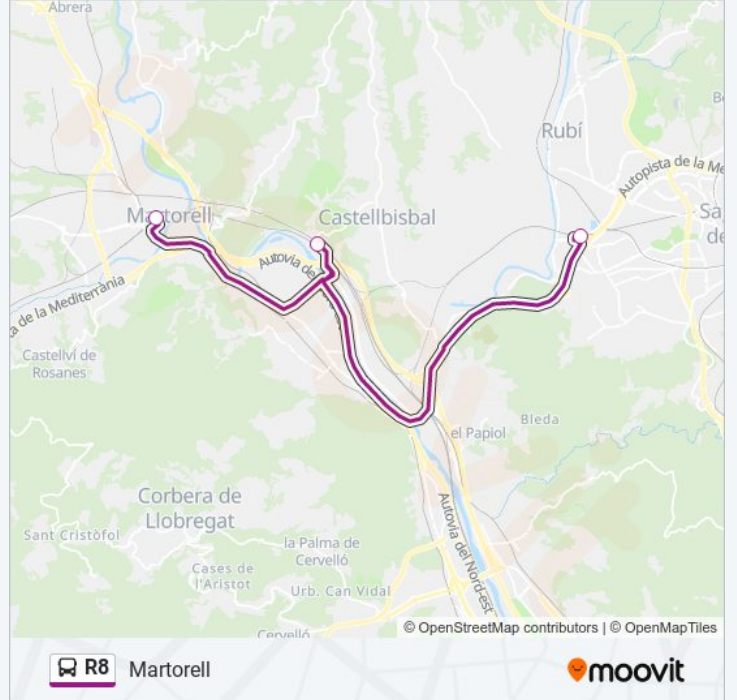 Abrera
Rubí
Autopista de la Me
Martorell
Castellbisbal
Sa
de
Autovia de
a de la Mediterrània
Castellví de
Rosanes
el Papiol
Bleda
Corbera de
Llobregat
Autovia del Nord-est
Sant Cristòfol
la Palma de
Cervelló
Cases de
l'Aristot
Urb. Can Vidal
Cervelló
© OpenStreetMap contributors | © OpenMapTiles
R8 Martorell
moovit